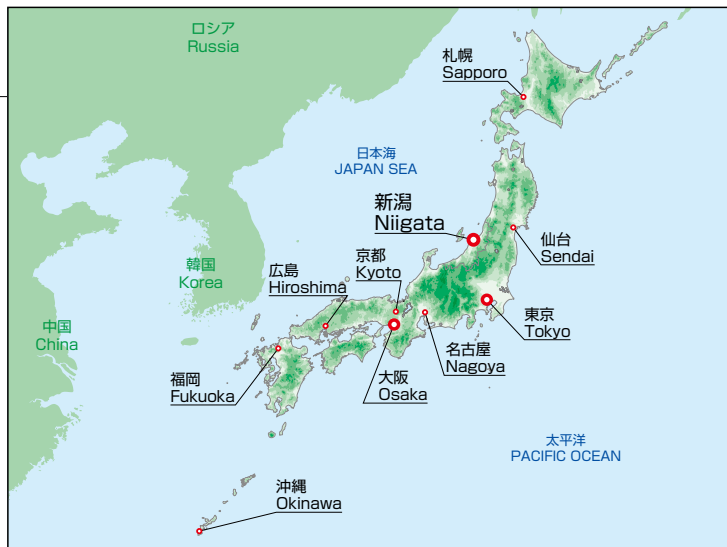 ロシア
Russia
札幌
Sapporo
日本海
JAPAN SEA
新潟
Niigata
仙台
Sendai
韓国
Korea
広島
Hiroshima
京都
Kyoto
中国
China
東京
Tokyo
名古屋
Nagoya
福岡
Fukuoka
大阪
Osaka
太平洋
PACIFIC OCEAN
沖縄
Okinawa